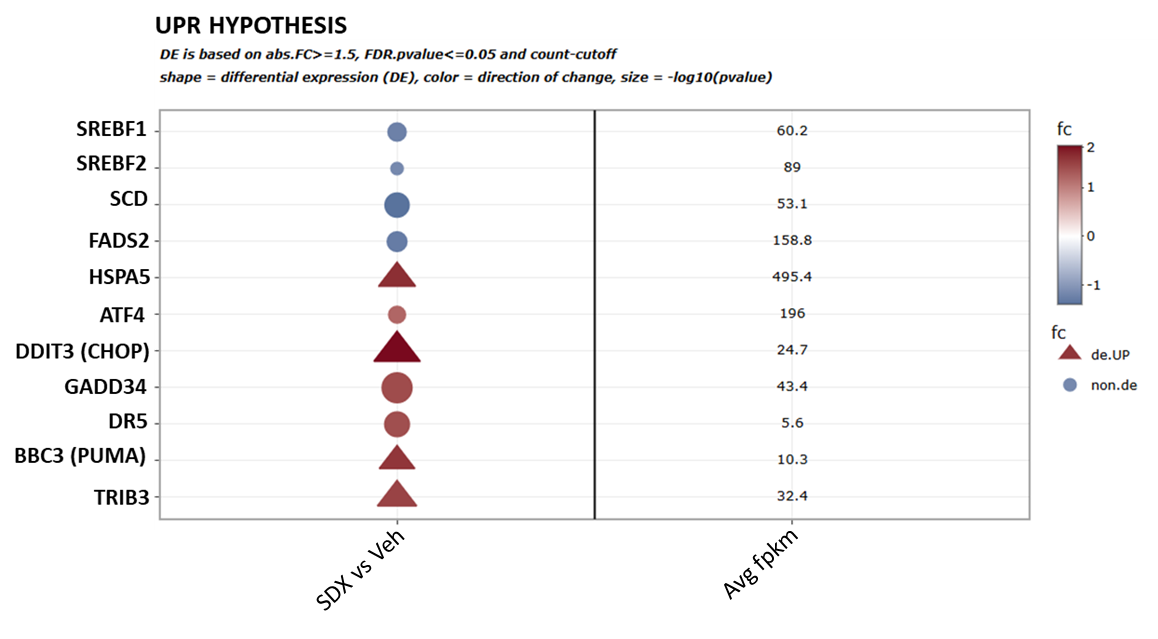 UPR HYPOTHESIS
DE is based on abs.FC>=1.5, FDR.pvalue<=0.05 and count-cutoff
shape = differential expression (DE), color = direction of change, size = -log10(pvalue)
SREBF1 60.2
SREBF2 89
SCD 53.1
FADS2 158.8
HSPA5 495.4
ATF4 196
DDIT3 (CHOP) 24.7
GADD34 43.4
DR5 5.6
BBC3 (PUMA) 10.3
TRIB3 32.4
SDX vs Veh
Avg fpkm
fc
2
1
0
-1
fc
de.UP
non.de